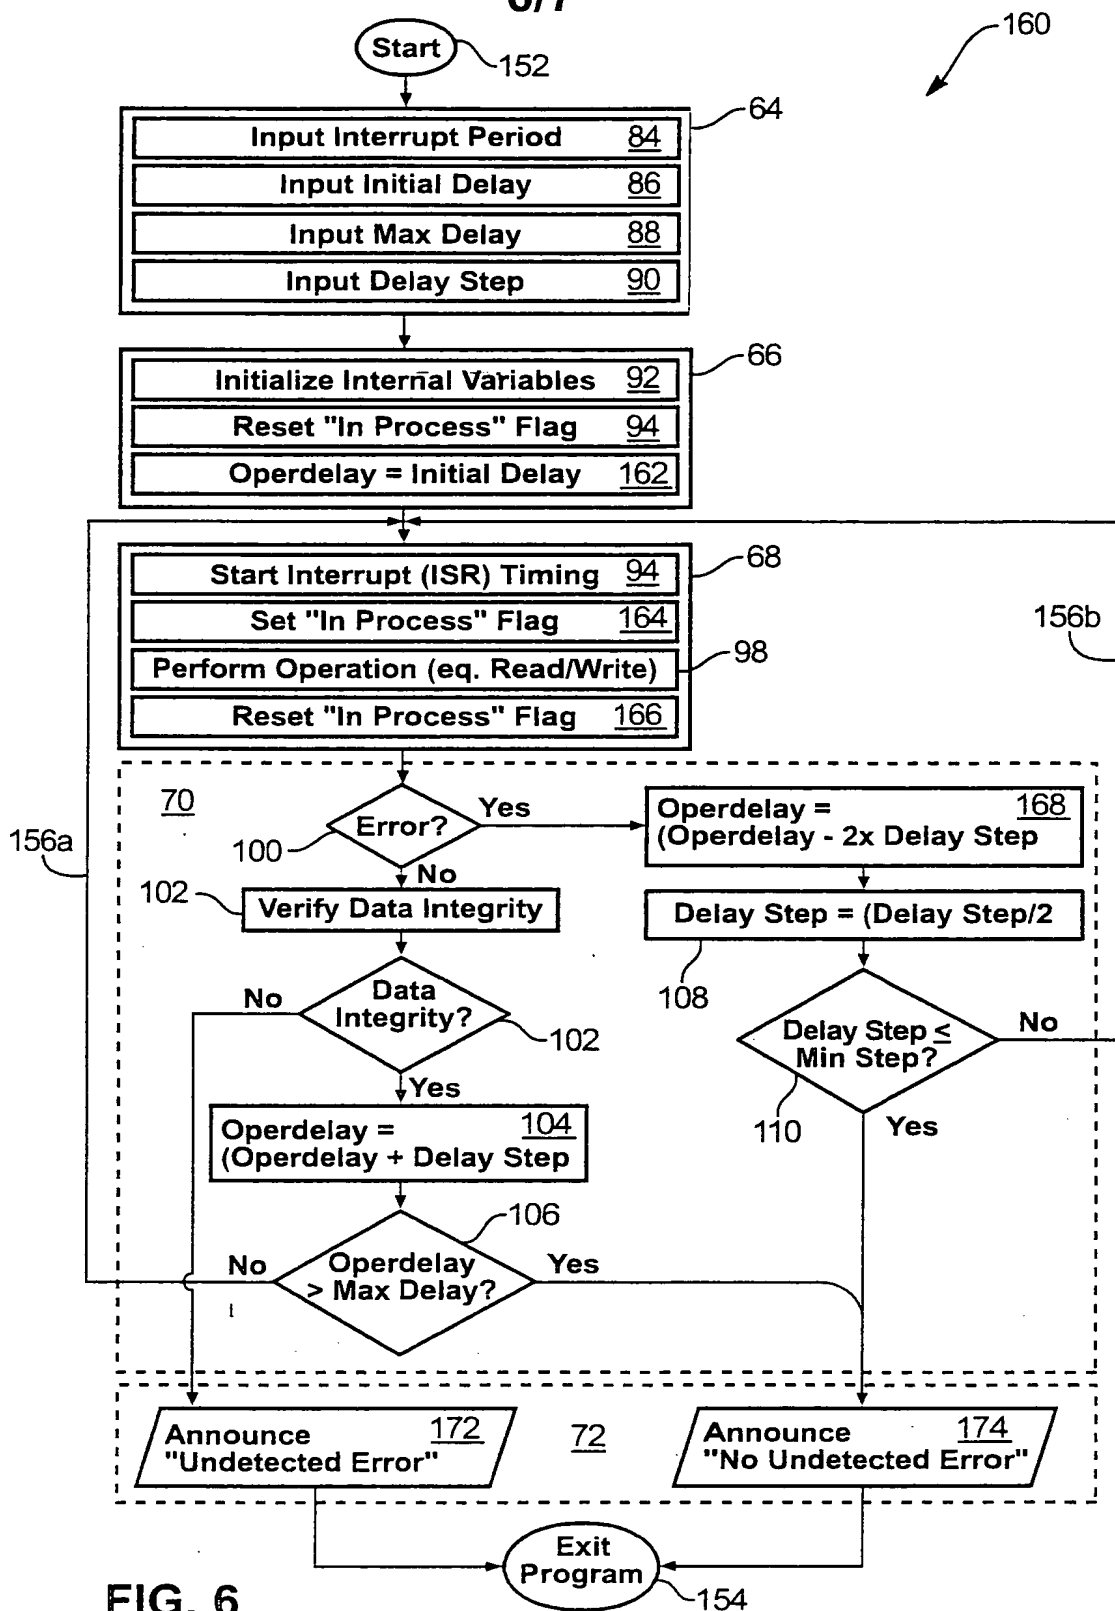 6/7
160
Start
152
64
Input Interrupt Period 84
Input Initial Delay 86
Input Max Delay 88
Input Delay Step 90
66
Initialize Internal Variables 92
Reset "In Process" Flag 94
Operdelay = Initial Delay 162
68
Start Interrupt (ISR) Timing 94
Set "In Process" Flag 164
Perform Operation (eq. Read/Write)
98
Reset "In Process" Flag 166
156b
156a
70
Error?
100
Yes
No
Operdelay = 168
(Operdelay - 2x Delay Step
102
Verify Data Integrity
Delay Step = (Delay Step/2
108
Data
Integrity?
102
No
Yes
Delay Step ≤
Min Step?
110
No
Yes
Operdelay = 104
(Operdelay + Delay Step
106
Operdelay
> Max Delay?
No
Yes
Announce 172
"Undetected Error"
72
Announce 174
"No Undetected Error"
Exit
Program
154
FIG. 6